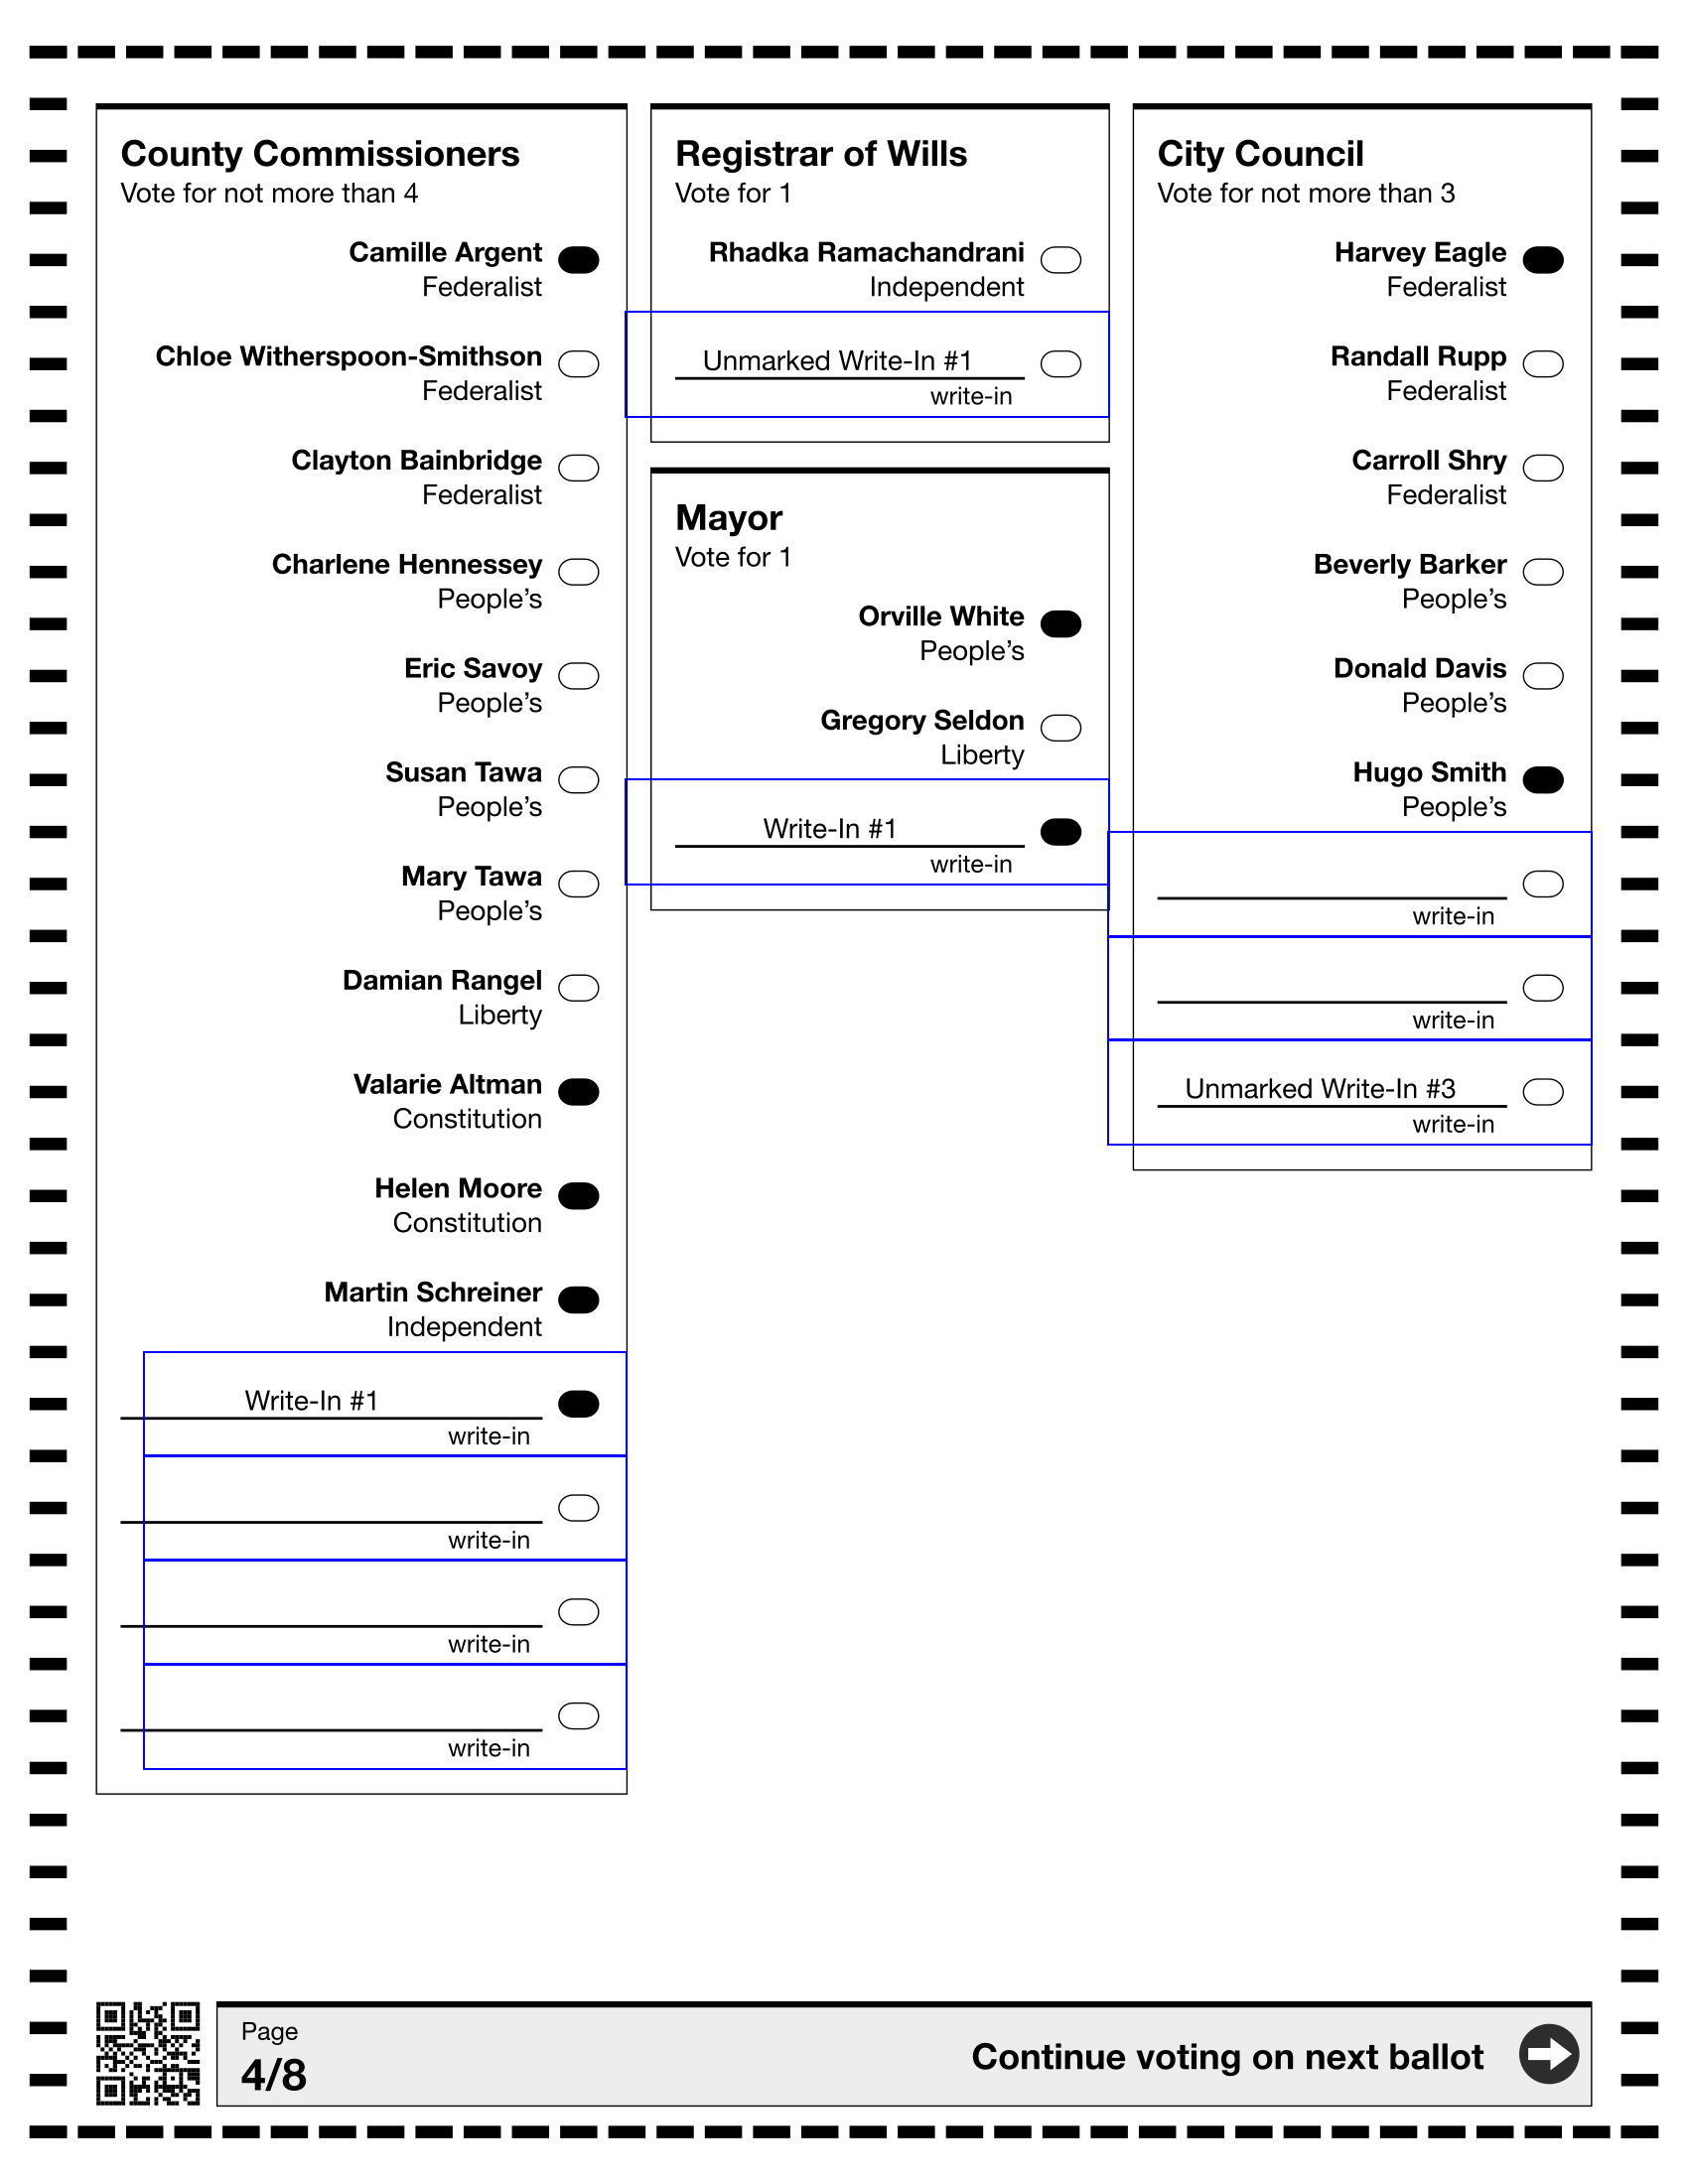 County Commissioners
Vote for not more than 4
Camille Argent
Federalist
Chloe Witherspoon-Smithson
Federalist
Clayton Bainbridge
Federalist
Charlene Hennessey
People’s
Eric Savoy
People’s
Susan Tawa
People’s
Mary Tawa
People’s
Damian Rangel
Liberty
Valarie Altman
Constitution
Helen Moore
Constitution
Martin Schreiner
Independent
Write-In #1
write-in
write-in
write-in
write-in
Registrar of Wills
Vote for 1
Rhadka Ramachandrani
Independent
Unmarked Write-In #1
write-in
Mayor
Vote for 1
Orville White
People’s
Gregory Seldon
Liberty
Write-In #1
write-in
City Council
Vote for not more than 3
Harvey Eagle
Federalist
Randall Rupp
Federalist
Carroll Shry
Federalist
Beverly Barker
People’s
Donald Davis
People’s
Hugo Smith
People’s
write-in
write-in
Unmarked Write-In #3
write-in
Page
4/8
Continue voting on next ballot